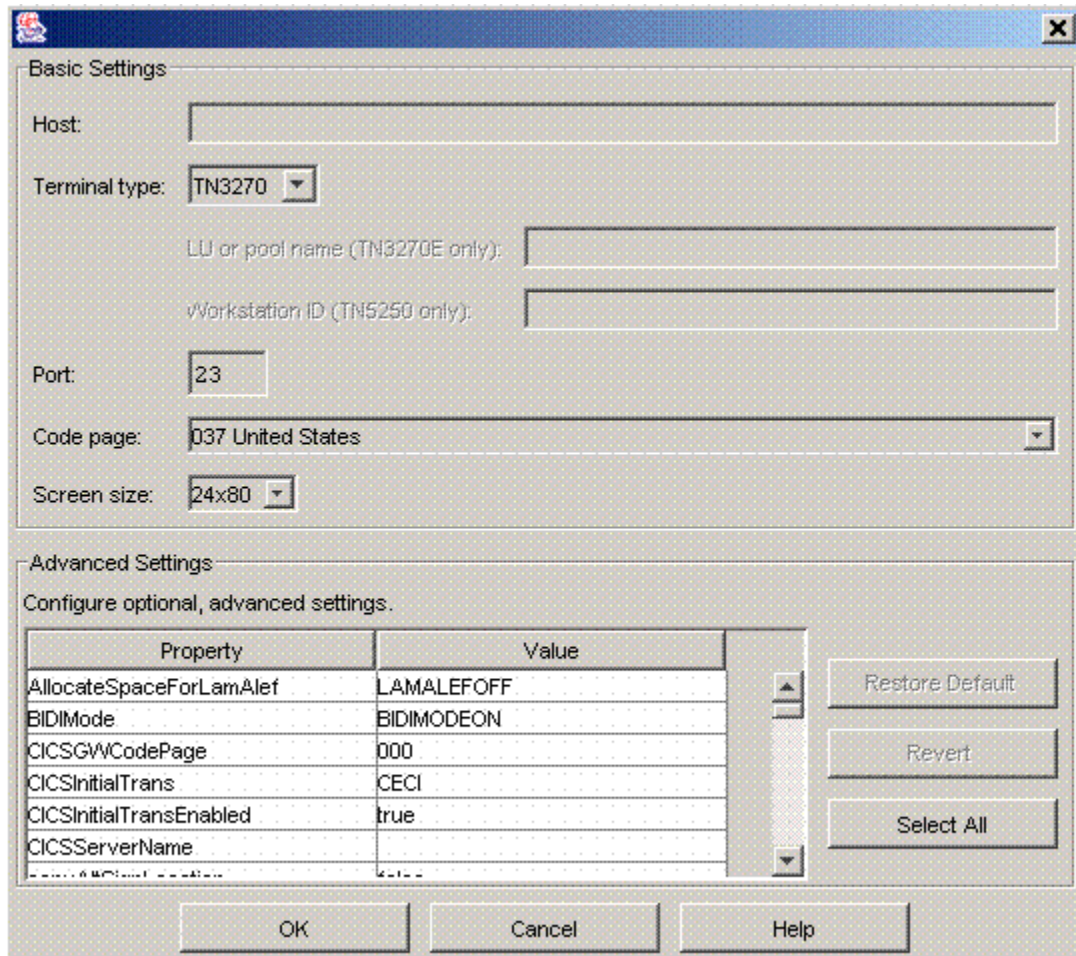 Basic Settings
Host:
Terminal type: TN3270
LU or pool name (TN3270E only):
Workstation ID (TN5250 only):
Port: 23
Code page: 037 United States
Screen size: 24x80
Advanced Settings
Configure optional, advanced settings.
Property Value
AllocateSpaceForLamAlef LAMALEFOFF
BIDIMode BIDIMODEON
CICSGWCodePage 000
CICSInitialTrans CECI
CICSInitialTransEnabled true
CICSServerName
Restore Default
Revert
Select All
OK Cancel Help